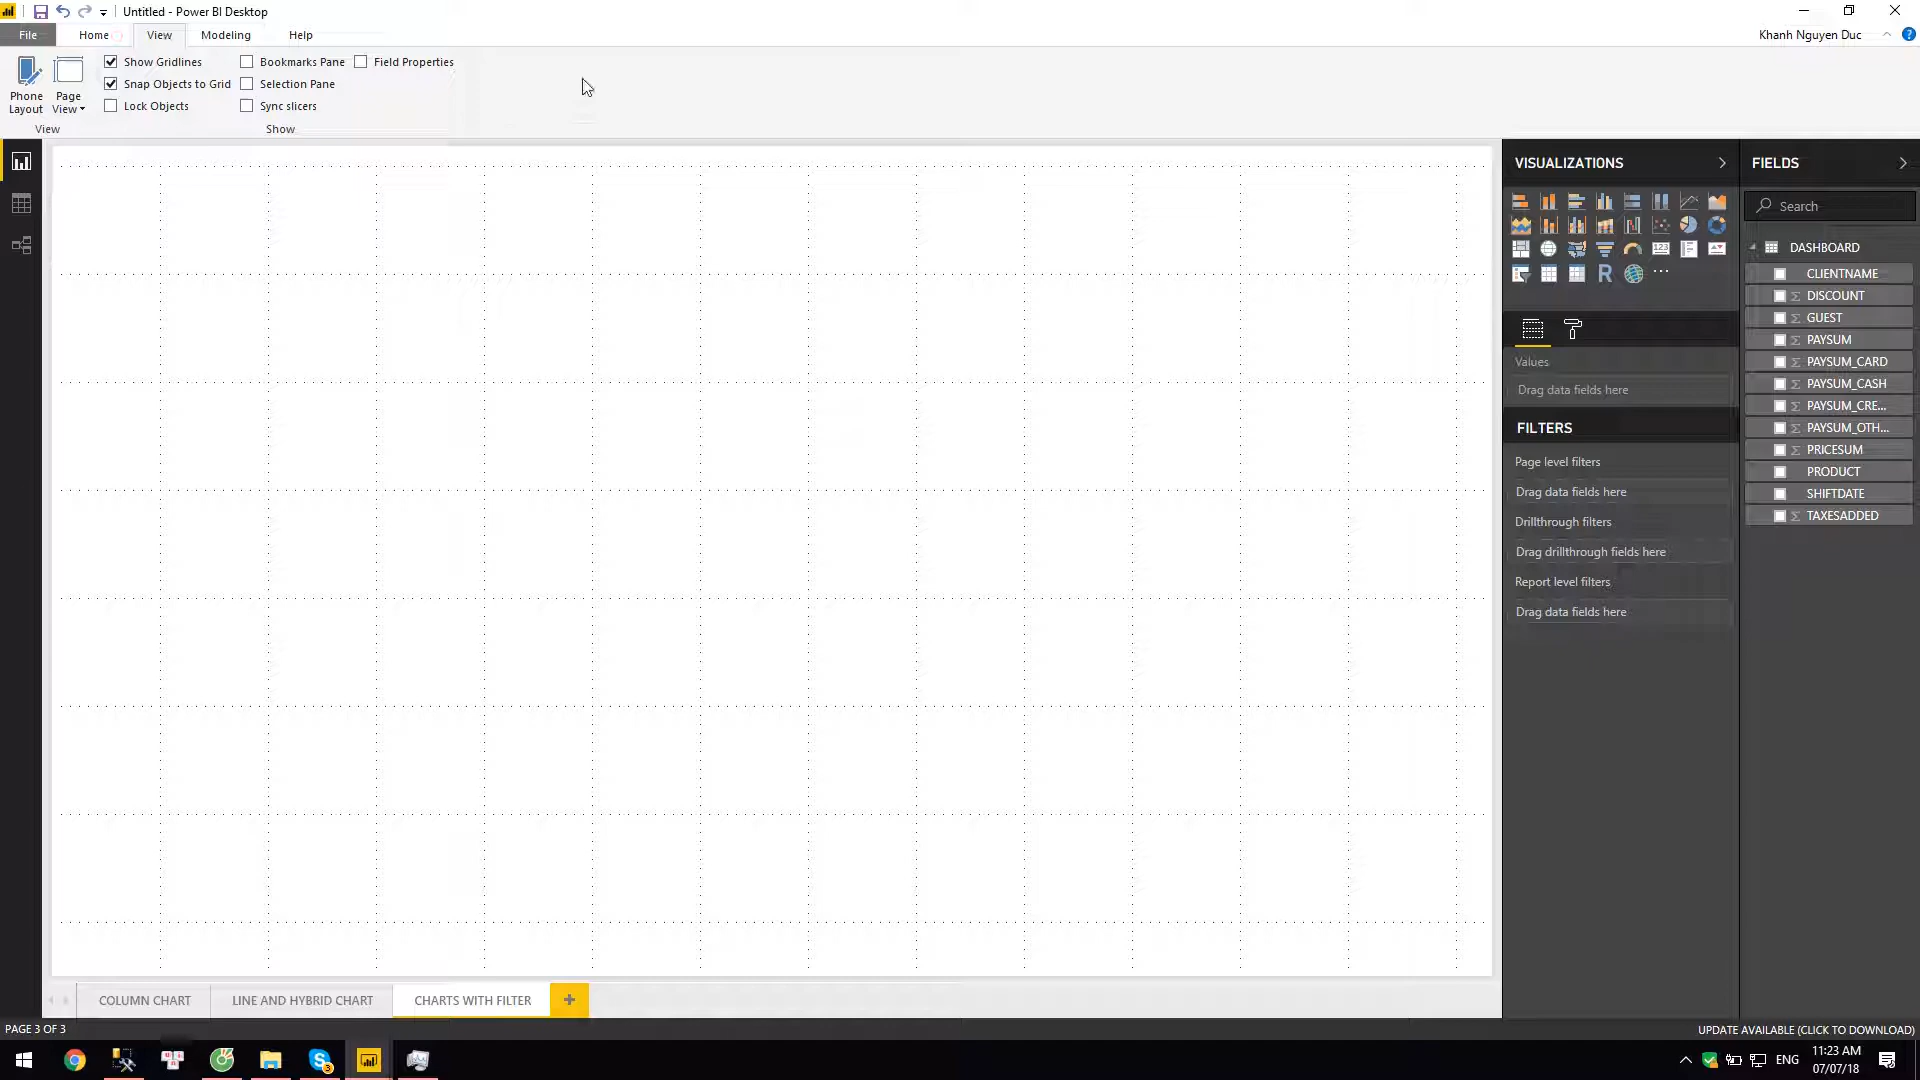 Untitled - Power BI Desktop
File Home View Modeling Help Khanh Nguyen Duc
Show Gridlines Bookmarks Pane Field Properties
Snap Objects to Grid Selection Pane
Phone Layout Page View
Lock Objects Sync slicers
View Show
VISUALIZATIONS
FIELDS
Search
DASHBOARD
CLIENTNAME
DISCOUNT
GUEST
PAYSUM
PAYSUM_CARD
PAYSUM_CASH
PAYSUM_CRE...
PAYSUM_OTH...
PRICESUM
PRODUCT
SHIFTDATE
TAXESADDED
Values
Drag data fields here
FILTERS
Page level filters
Drag data fields here
Drillthrough filters
Drag drillthrough fields here
Report level filters
Drag data fields here
COLUMN CHART LINE AND HYBRID CHART CHARTS WITH FILTER +
PAGE 3 OF 3 UPDATE AVAILABLE (CLICK TO DOWNLOAD)
ENG 11:23 AM
07/07/18